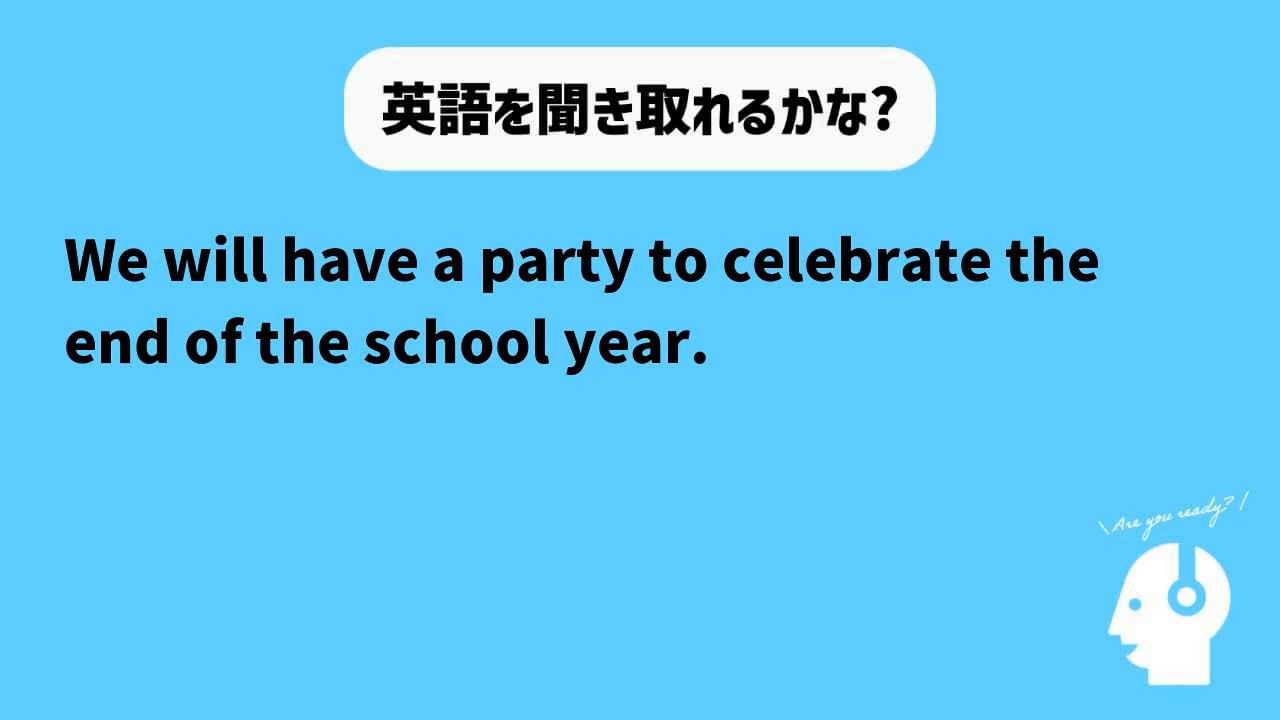 英語を聞き取れるかな?
We will have a party to celebrate the
end of the school year.
\Are you ready?/